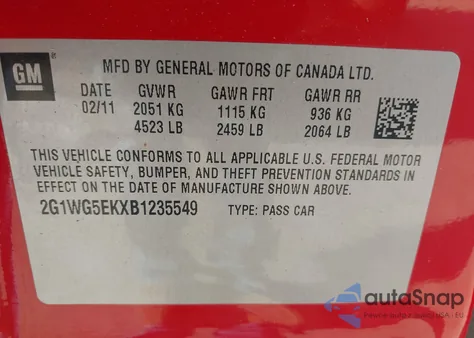 GM
MFD BY GENERAL MOTORS OF CANADA LTD.
DATE GVWR GAWR FRT GAWR RR
02/11 2051 KG 1115 KG 936 KG
4523 LB 2459 LB 2064 LB
THIS VEHICLE CONFORMS TO ALL APPLICABLE U.S. FEDERAL MOTOR
VEHICLE SAFETY, BUMPER, AND THEFT PREVENTION STANDARDS IN
EFFECT ON THE DATE OF MANUFACTURE SHOWN ABOVE.
2G1WG5EKXB1235549 TYPE: PASS CAR
autoSnap